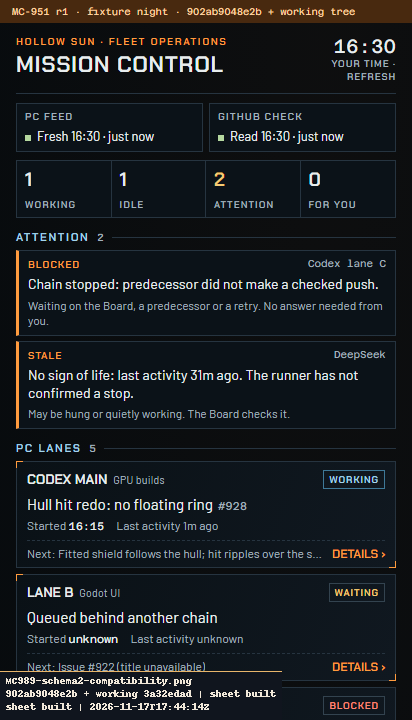 MC-951 r1 · fixture night · 902ab9048e2b + working tree
HOLLOW SUN · FLEET OPERATIONS
MISSION CONTROL
16:30
YOUR TIME ·
REFRESH
PC FEED
Fresh 16:30 · just now
GITHUB CHECK
Read 16:30 · just now
1
WORKING
1
IDLE
2
ATTENTION
0
FOR YOU
ATTENTION 2
BLOCKED
Codex lane C
Chain stopped: predecessor did not make a checked push.
Waiting on the Board, a predecessor or a retry. No answer needed from
you.
STALE
DeepSeek
No sign of life: last activity 31m ago. The runner has not
confirmed a stop.
May be hung or quietly working. The Board checks it.
PC LANES 5
CODEX MAIN GPU builds
WORKING
Hull hit redo: no floating ring #928
Started 16:15 Last activity 1m ago
Next: Fitted shield follows the hull; hit ripples over the s...
DETAILS ›
LANE B Godot UI
WAITING
Queued behind another chain
Started unknown Last activity unknown
Next: Issue #922 (title unavailable)
DETAILS ›
BLOCKED
MC989-schema2-compatibility.png
902ab9048e2b + working 3a32edad | sheet built
sheet built | 2026-11-17T17:44:14Z